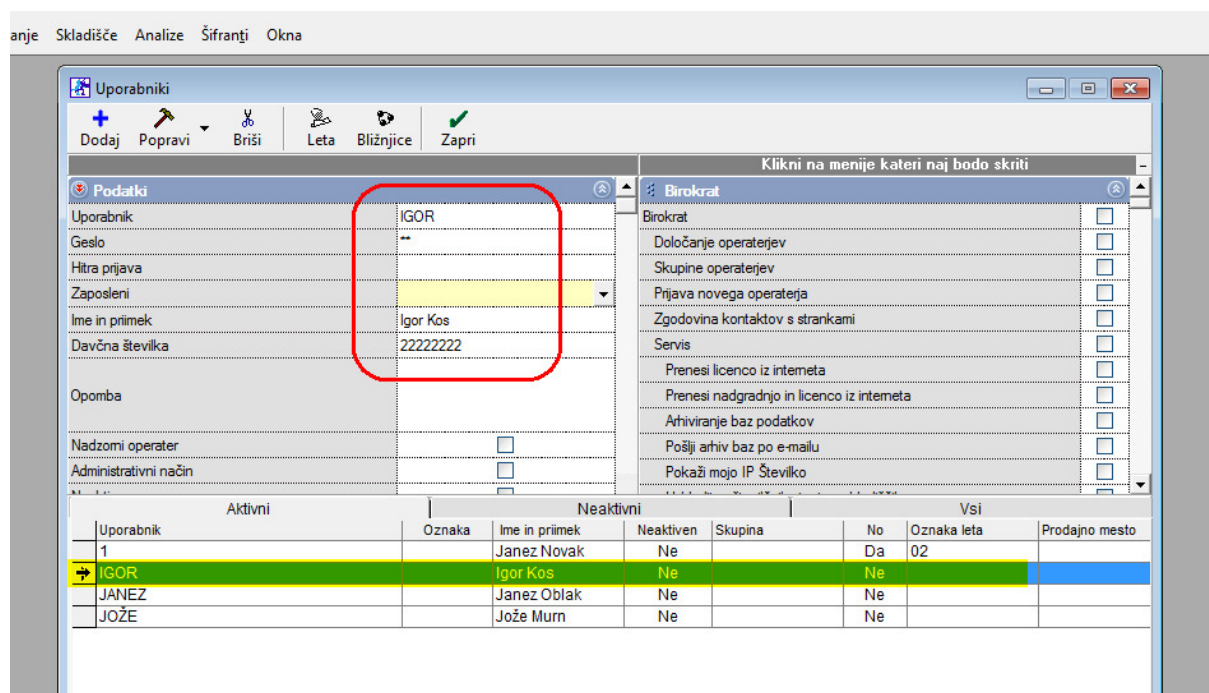 anje Skladišče Analize Šifranti Okna
Uporabniki
Dodaj Popravi Briši Leta Bližnjice Zapri
Klikni na menije kateri naj bodo skriti
Podatki
Uporabnik IGOR
Geslo **
Hitra prijava
Zaposleni
Ime in priimek Igor Kos
Davčna številka 22222222
Opomba
Nadzorni operater
Administrativni način
Birokrat
Birokrat
Določanje operaterjev
Skupine operaterjev
Prijava novega operaterja
Zgodovina kontaktov s strankami
Servis
Prenesi licenco iz interneta
Prenesi nadgradnjo in licenco iz interneta
Arhiviranje baz podatkov
Pošlji arhiv baz po e-mailu
Pokaži mojo IP Številko
Aktivni Neaktivni Vsi
Uporabnik Oznaka Ime in priimek Neaktiven Skupina No Oznaka leta Prodajno mesto
1 Janez Novak Ne Da 02
IGOR Igor Kos Ne Ne
JANEZ Janez Oblak Ne Ne
JOŽE Jože Murn Ne Ne